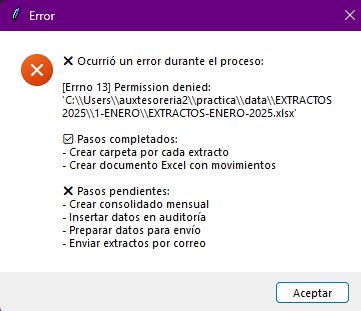 Error
❌ Ocurrió un error durante el proceso:
[Errno 13] Permission denied:
'C:\\Users\\auxtesoreria2\\practica\\data\\EXTRACTOS
2025\\1-ENERO\\EXTRACTOS-ENERO-2025.xlsx'
☑ Pasos completados:
- Crear carpeta por cada extracto
- Crear documento Excel con movimientos
❌ Pasos pendientes:
- Crear consolidado mensual
- Insertar datos en auditoría
- Preparar datos para envío
- Enviar extractos por correo
Aceptar